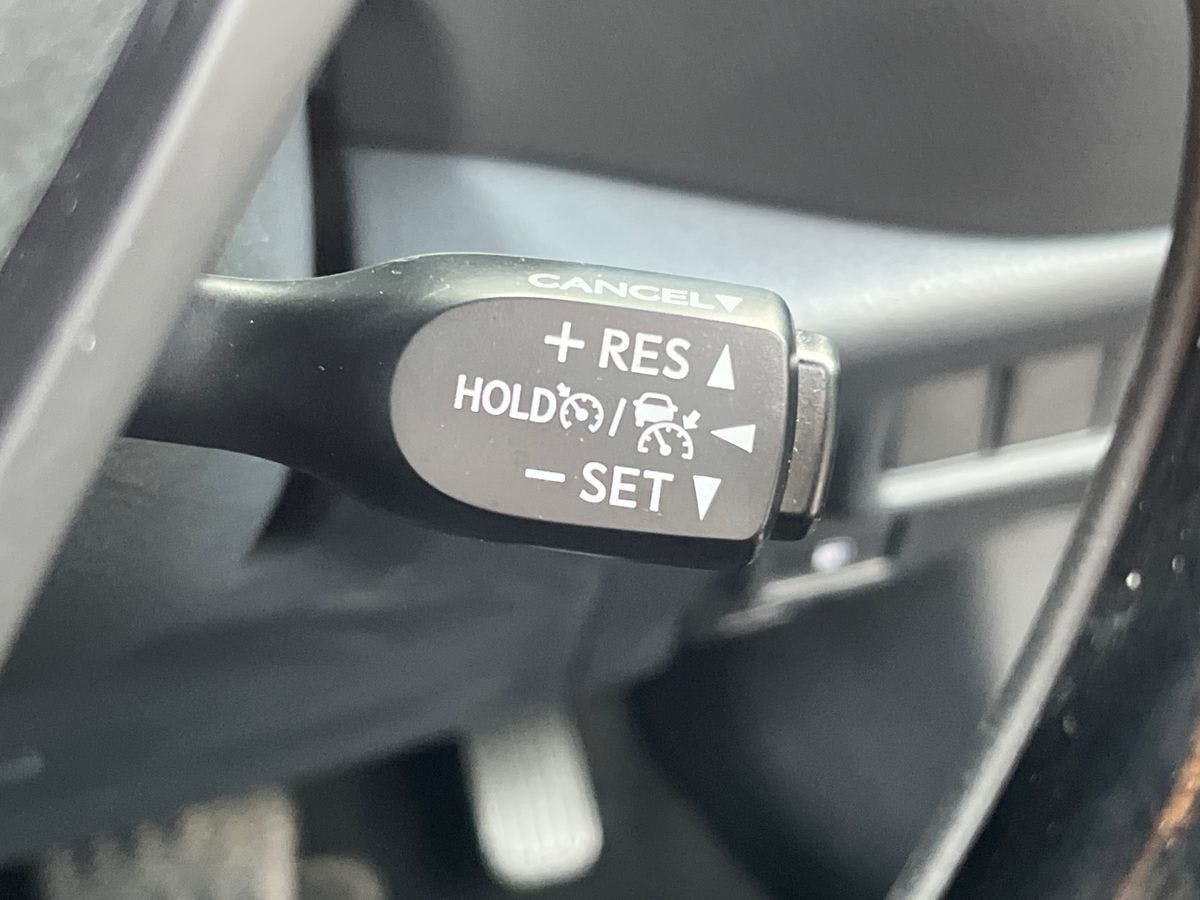 CANCEL▼
+ RES ▲
HOLD / ◀
− SET ▼